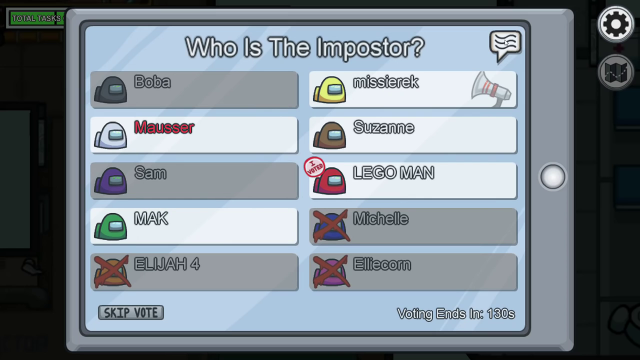 TOTAL TASKS
Who Is The Impostor?
Boba
missierek
Mausser
Suzanne
Sam
I VOTED
LEGO MAN
MAK
Michelle
ELIJAH 4
Elliecorn
SKIP VOTE
Voting Ends In: 130s